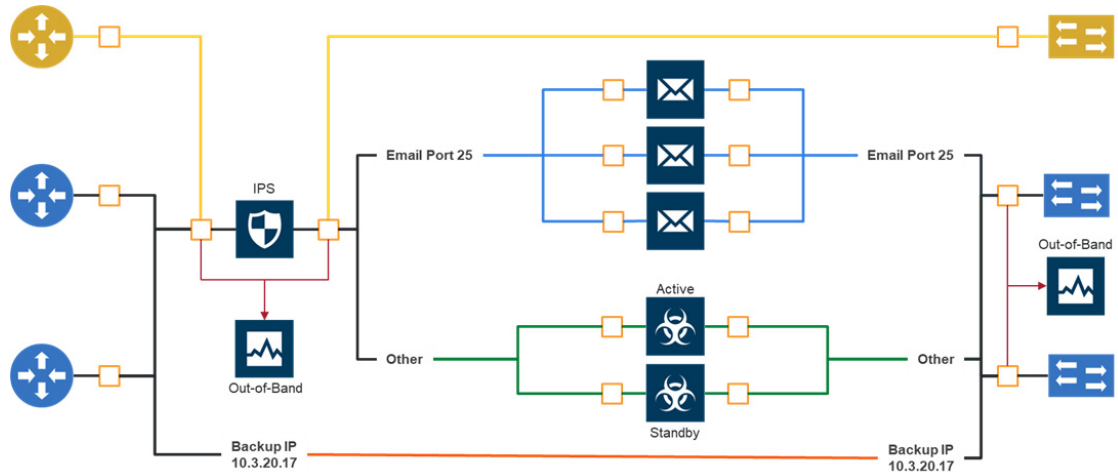 Email Port 25
Email Port 25
IPS
Out-of-Band
Active
Other
Other
Out-of-Band
Standby
Backup IP
10.3.20.17
Backup IP
10.3.20.17